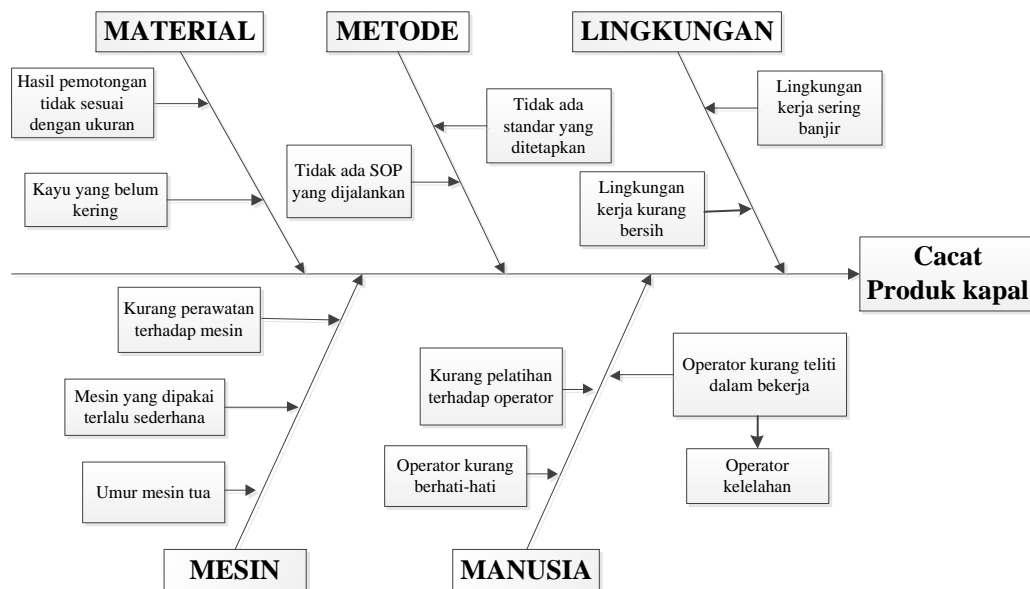 MATERIAL
METODE
LINGKUNGAN
Hasil pemotongan
tidak sesuai
dengan ukuran
Kayu yang belum
kering
Tidak ada
standar yang
ditetapkan
Tidak ada SOP
yang dijalankan
Lingkungan
kerja sering
banjir
Lingkungan
kerja kurang
bersih
Cacat
Produk kapal
Kurang perawatan
terhadap mesin
Mesin yang dipakai
terlalu sederhana
Umur mesin tua
Kurang pelatihan
terhadap operator
Operator kurang
berhati-hati
Operator kurang teliti
dalam bekerja
Operator
kelelahan
MESIN
MANUSIA